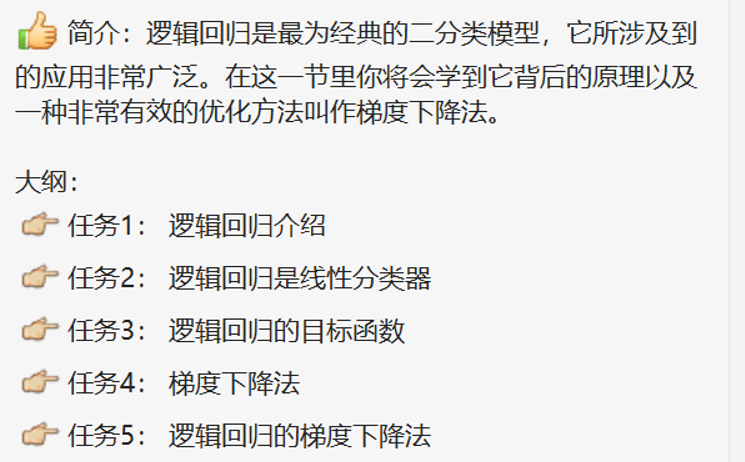 👍 简介：逻辑回归是最为经典的二分类模型，它所涉及到
的应用非常广泛。在这一节里你将会学到它背后的原理以及
一种非常有效的优化方法叫作梯度下降法。
大纲：
👉 任务1： 逻辑回归介绍
👉 任务2： 逻辑回归是线性分类器
👉 任务3： 逻辑回归的目标函数
👉 任务4： 梯度下降法
👉 任务5： 逻辑回归的梯度下降法